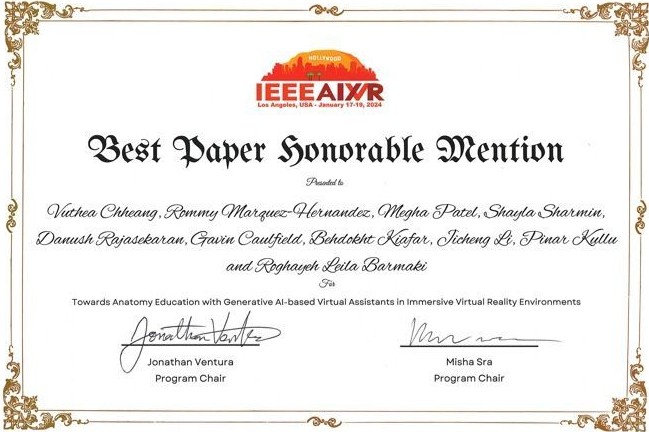 HOLLYWOOD
IEEEAIXVR
Los Angeles, USA - January 17-19, 2024
Best Paper Honorable Mention
Presented to
Vuthea Chheang, Rommy Marquez-Hernandez, Megha Patel, Shayla Sharmin,
Danush Rajasekaran, Gavin Caulfield, Behdokht Kiafar, Jicheng Li, Pinar Kullu
and Roghayeh Leila Barmaki
For
Towards Anatomy Education with Generative AI-based Virtual Assistants in Immersive Virtual Reality Environments
Jonathan Ventura
Jonathan Ventura
Program Chair
Misha Sra
Program Chair